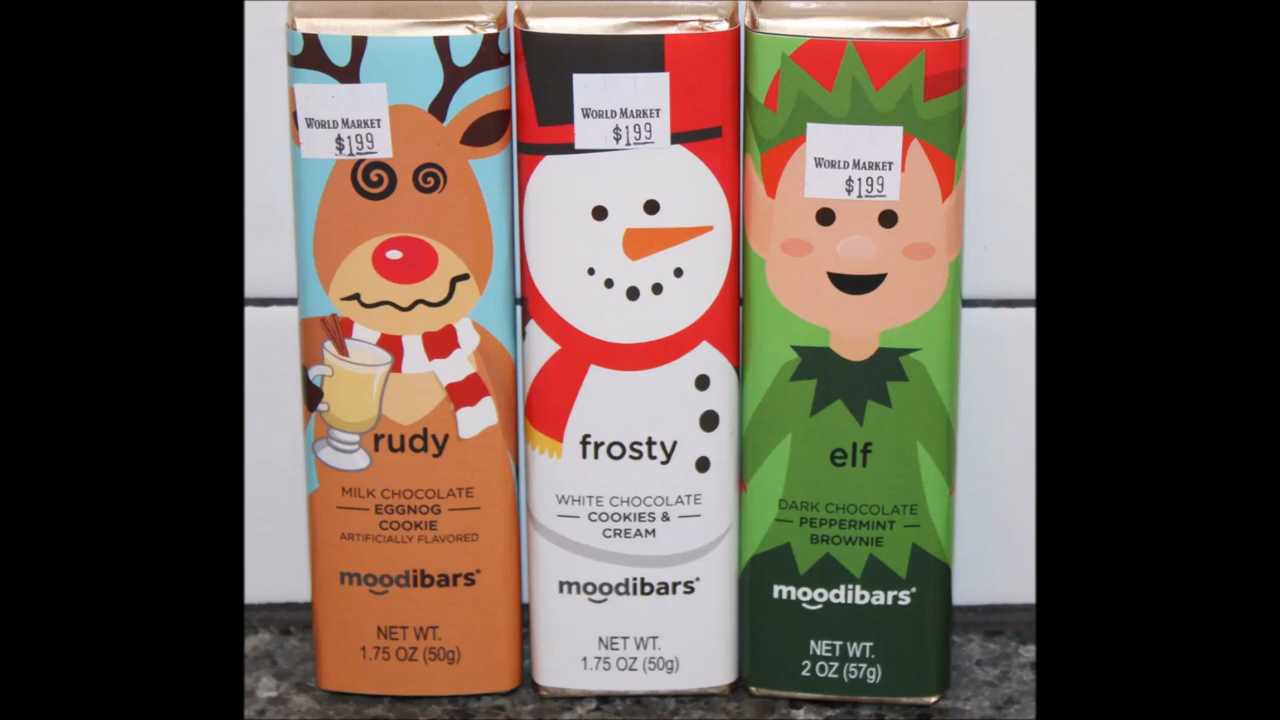 WORLD MARKET
$1.99
rudy
MILK CHOCOLATE
EGGNOG
COOKIE
ARTIFICIALLY FLAVORED
moodibars®
NET WT.
1.75 OZ (50g)
WORLD MARKET
$1.99
frosty
WHITE CHOCOLATE
COOKIES &
CREAM
moodibars®
NET WT.
1.75 OZ (50g)
WORLD MARKET
$1.99
elf
DARK CHOCOLATE
PEPPERMINT
BROWNIE
moodibars®
NET WT.
2 OZ (57g)